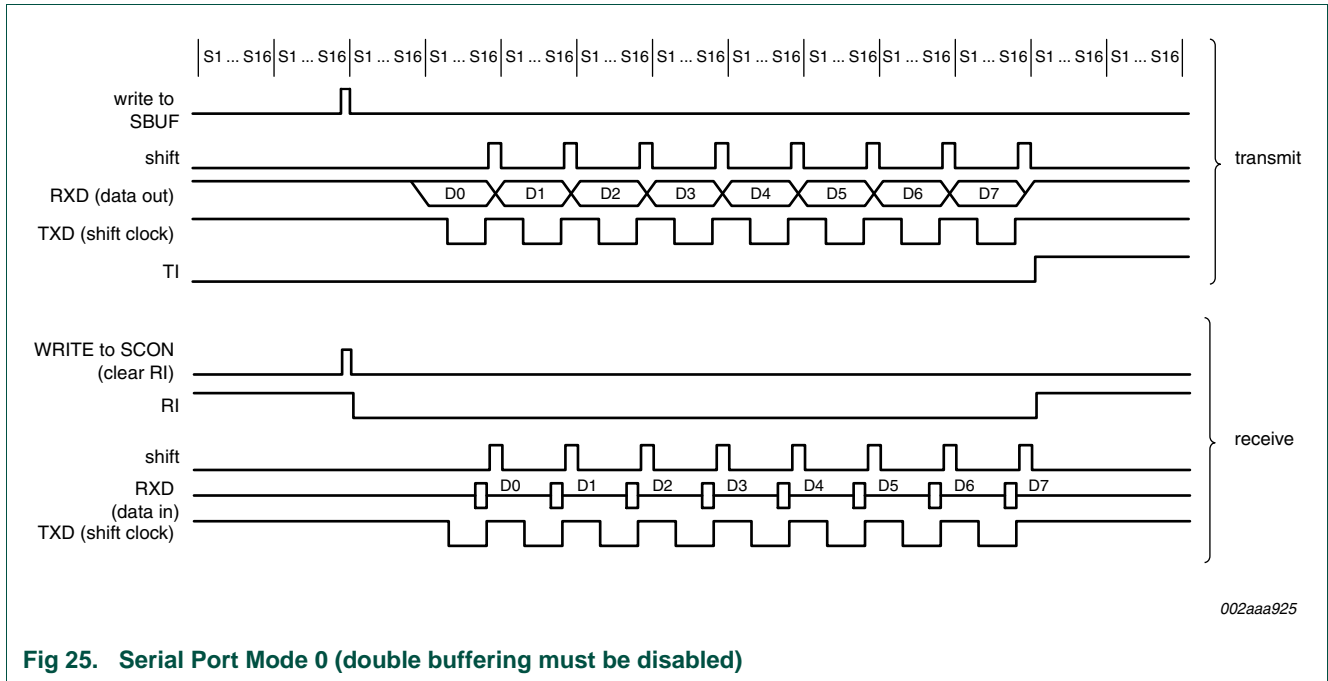 S1 ... S16 S1 ... S16 S1 ... S16 S1 ... S16 S1 ... S16 S1 ... S16 S1 ... S16 S1 ... S16 S1 ... S16 S1 ... S16 S1 ... S16 S1 ... S16 S1 ... S16
write to
SBUF
shift
RXD (data out)
D0 D1 D2 D3 D4 D5 D6 D7
TXD (shift clock)
TI
transmit
WRITE to SCON
(clear RI)
RI
shift
RXD
(data in)
D0 D1 D2 D3 D4 D5 D6 D7
TXD (shift clock)
receive
002aaa925
Fig 25. Serial Port Mode 0 (double buffering must be disabled)